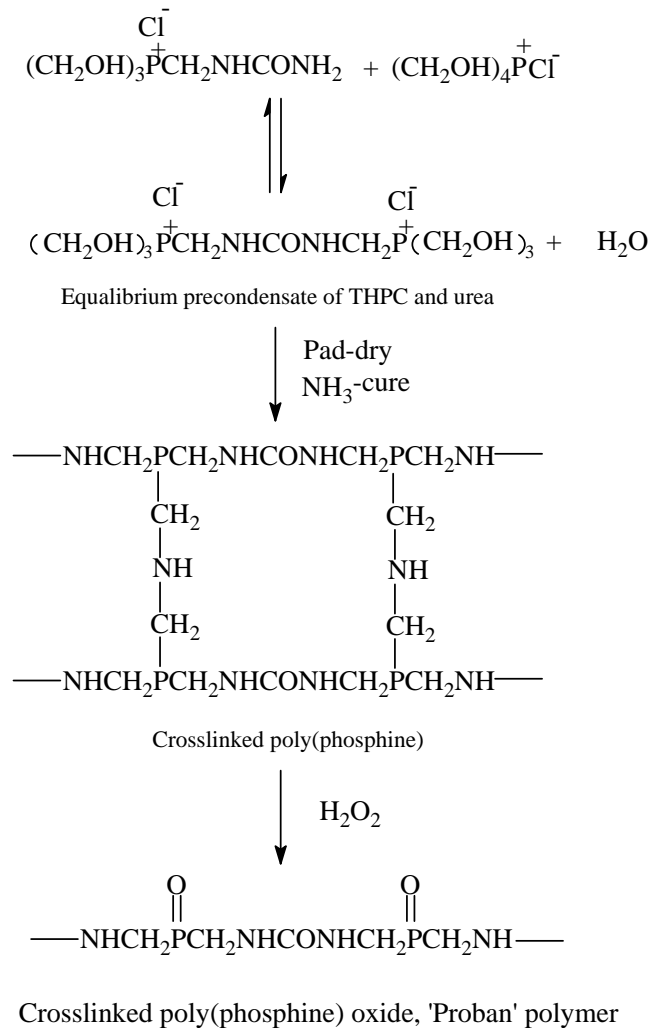 Cl⁻
(CH₂OH)₃P⁺CH₂NHCONH₂ + (CH₂OH)₄P⁺Cl⁻
Cl⁻ Cl⁻
(CH₂OH)₃P⁺CH₂NHCONHCH₂P⁺(CH₂OH)₃ + H₂O
Equalibrium precondensate of THPC and urea
Pad-dry
NH₃-cure
NHCH₂PCH₂NHCONHCH₂PCH₂NH
CH₂ CH₂
NH NH
CH₂ CH₂
NHCH₂PCH₂NHCONHCH₂PCH₂NH
Crosslinked poly(phosphine)
H₂O₂
O O
NHCH₂PCH₂NHCONHCH₂PCH₂NH
Crosslinked poly(phosphine) oxide, 'Proban' polymer